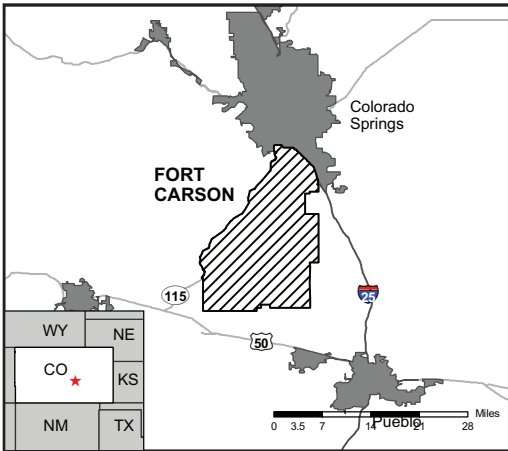 Colorado
Springs
FORT
CARSON
115
25
50
WY
NE
CO
KS
NM
TX
Pueblo
Miles
0 3.5 7 14 21 28